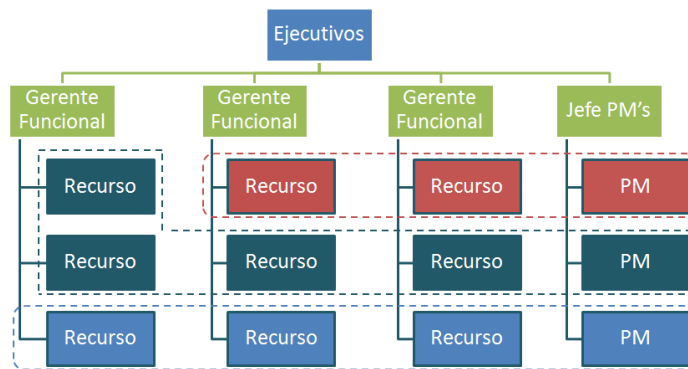 Ejecutivos
Gerente Gerente Gerente Jefe PM's
Funcional Funcional Funcional
Recurso Recurso Recurso PM
Recurso Recurso Recurso PM
Recurso Recurso Recurso PM